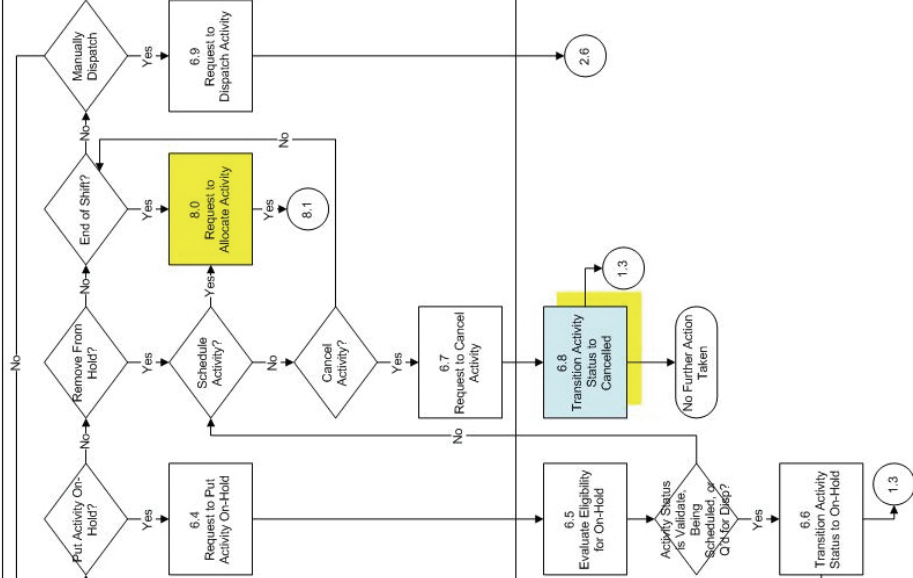 No
Put Activity On-
Hold?
No
Remove From
Hold?
No
End of Shift?
No
Manually
Dispatch
Yes
Yes
Yes
Yes
6.4
Request to Put
Activity On-Hold
Schedule
Activity?
Yes
8.0
Request to
Allocate Activity
6.9
Request to
Dispatch Activity
No
Yes
8.1
Cancel
Activity?
No
Yes
6.7
Request to Cancel
Activity
No
6.5
Evaluate Eligibility
for On-Hold
6.8
Transition Activity
Status to
Cancelled
1.3
2.6
Activity Status
is Validate,
Being
Scheduled, or
Q'd for Disp?
No Further Action
Taken
Yes
6.6
Transition Activity
Status to On-Hold
1.3